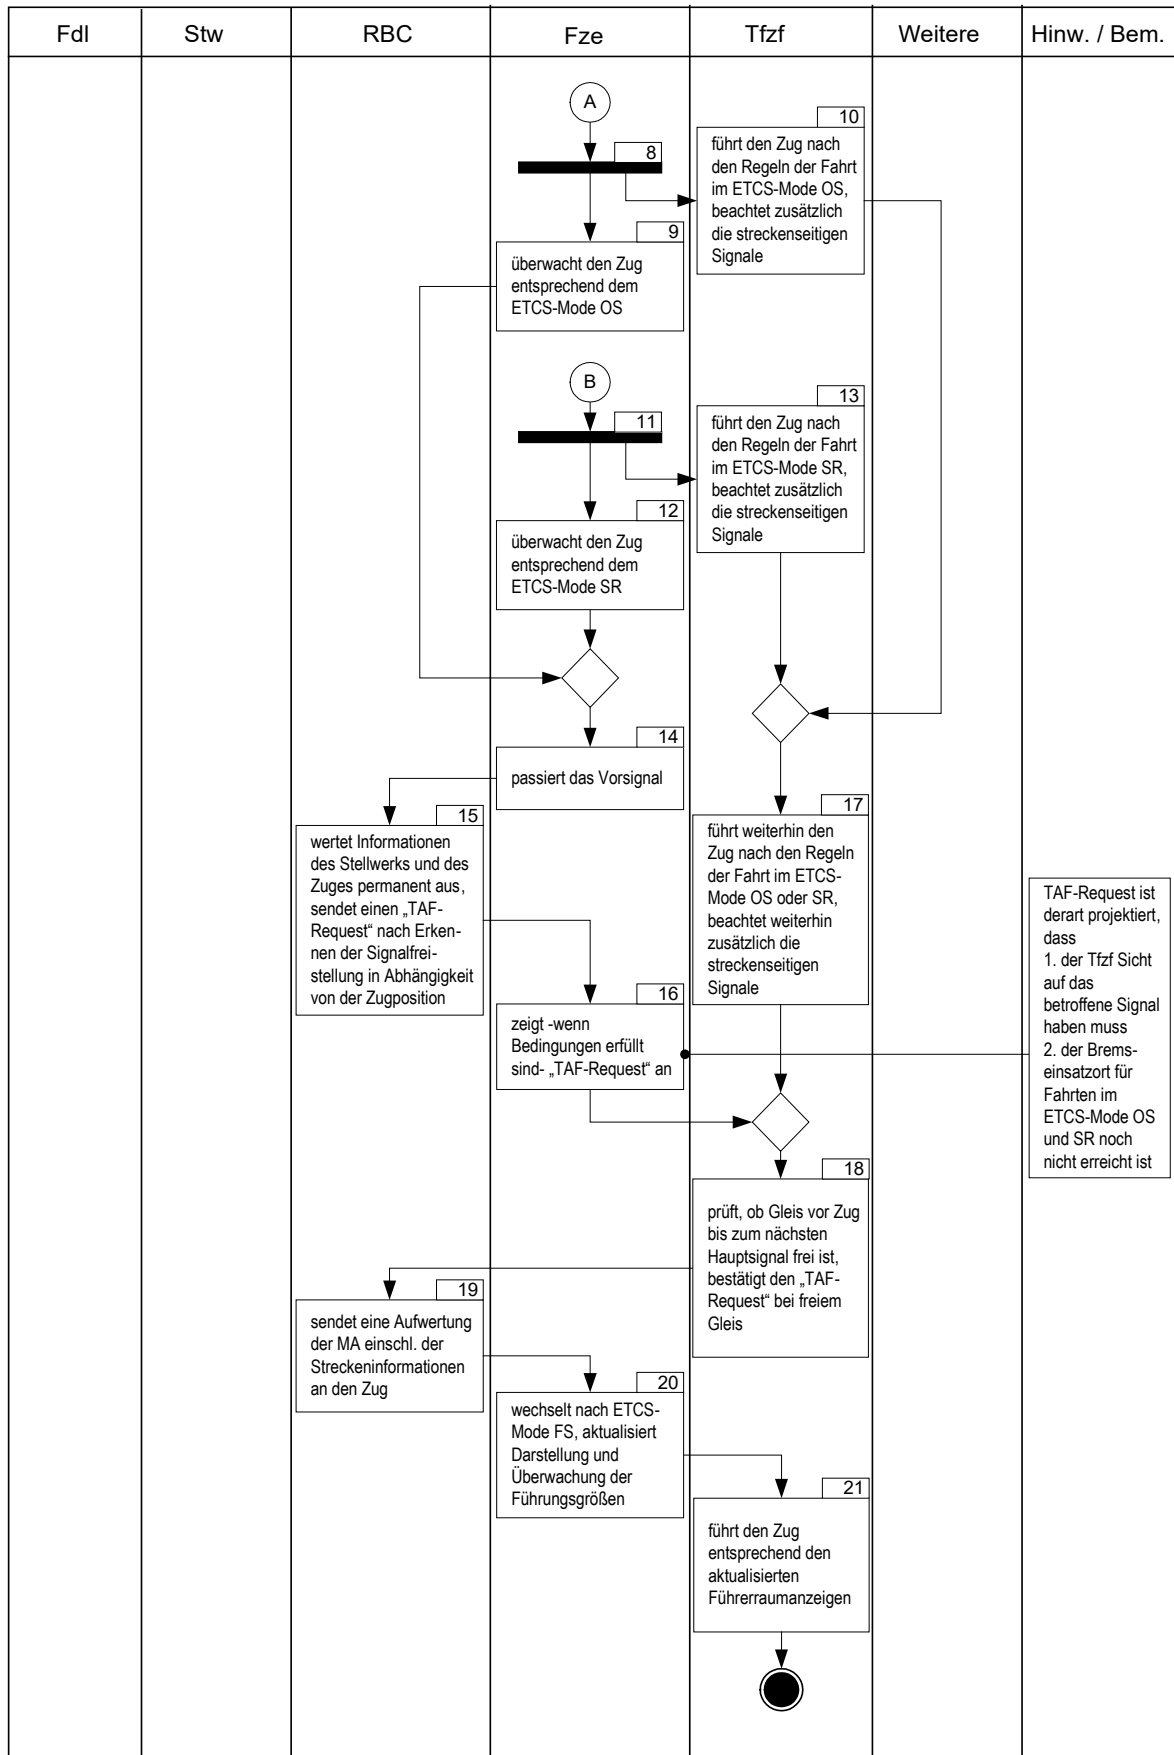 Fdl
Stw
RBC
Fze
Tfzf
Weitere
Hinw. / Bem.
A
8
10
führt den Zug nach
den Regeln der Fahrt
im ETCS-Mode OS,
beachtet zusätzlich
die streckenseitigen
Signale
9
überwacht den Zug
entsprechend dem
ETCS-Mode OS
B
11
13
führt den Zug nach
den Regeln der Fahrt
im ETCS-Mode SR,
beachtet zusätzlich
die streckenseitigen
Signale
12
überwacht den Zug
entsprechend dem
ETCS-Mode SR
14
passiert das Vorsignal
15
wertet Informationen
des Stellwerks und des
Zuges permanent aus,
sendet einen „TAF-
Request“ nach Erken-
nen der Signalfrei-
stellung in Abhängigkeit
von der Zugposition
17
führt weiterhin den
Zug nach den Regeln
der Fahrt im ETCS-
Mode OS oder SR,
beachtet weiterhin
zusätzlich die
streckenseitigen
Signale
16
zeigt -wenn
Bedingungen erfüllt
sind- „TAF-Request“ an
TAF-Request ist
derart projektiert,
dass
1. der Tfzf Sicht
auf das
betroffene Signal
haben muss
2. der Brems-
einsatzort für
Fahrten im
ETCS-Mode OS
und SR noch
nicht erreicht ist
18
prüft, ob Gleis vor Zug
bis zum nächsten
Hauptsignal frei ist,
bestätigt den „TAF-
Request“ bei freiem
Gleis
19
sendet eine Aufwertung
der MA einschl. der
Streckeninformationen
an den Zug
20
wechselt nach ETCS-
Mode FS, aktualisiert
Darstellung und
Überwachung der
Führungsgrößen
21
führt den Zug
entsprechend den
aktualisierten
Führerraumanzeigen